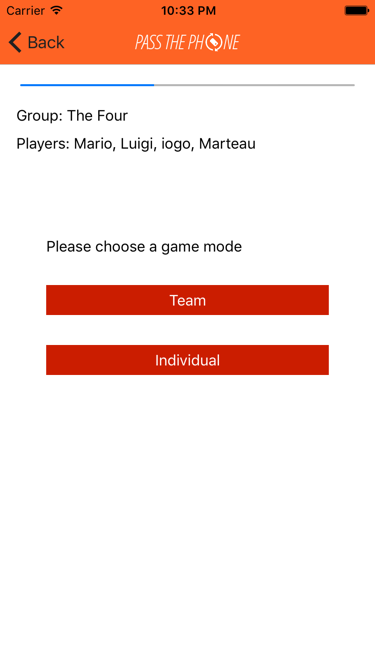 Carrier 10:33 PM
Back PASS THE PHONE
Group: The Four
Players: Mario, Luigi, iogo, Marteau
Please choose a game mode
Team
Individual